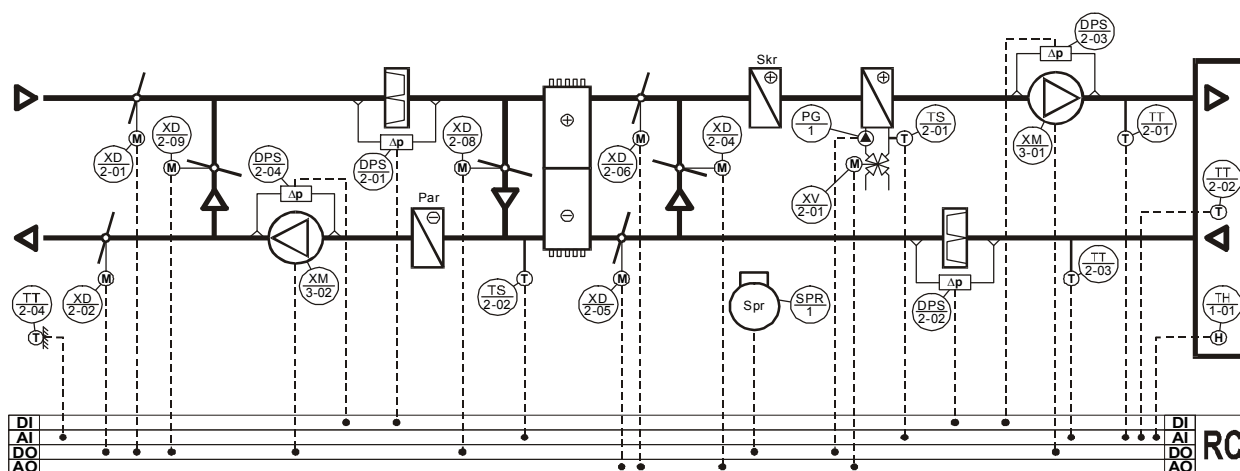 DPS
2-03
Δp
Skr
XD
2-09
XD
2-08
XD
2-04
PG
1
TS
2-01
M
M
T
XM
3-01
TT
2-01
T
XD
2-01
DPS
2-04
Δp
DPS
2-01
Δp
M
M
XD
2-06
M
M
XV
2-01
TT
2-02
T
Par
XM
3-02
TS
2-02
T
XD
2-02
M
XD
2-05
M
Spr
SPR
1
DPS
2-02
Δp
TT
2-03
T
TT
2-04
T
TH
1-01
H
DI
AI
DO
AO
DI
AI
DO
AO
RC